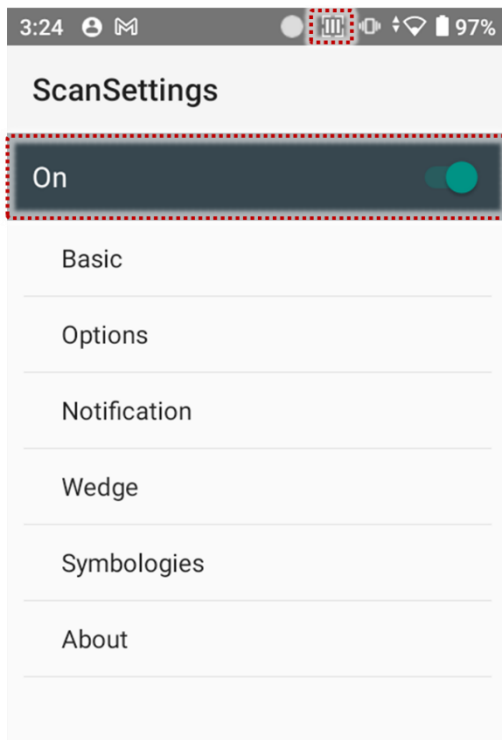 3:24 97%
ScanSettings
On
Basic
Options
Notification
Wedge
Symbologies
About